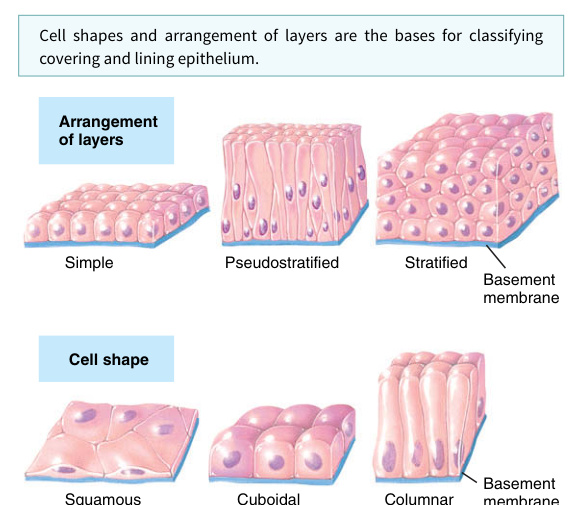 Cell shapes and arrangement of layers are the bases for classifying
covering and lining epithelium.
Arrangement
of layers
Simple
Pseudostratified
Stratified
Basement
membrane
Cell shape
Squamous
Cuboidal
Columnar
Basement
membrane